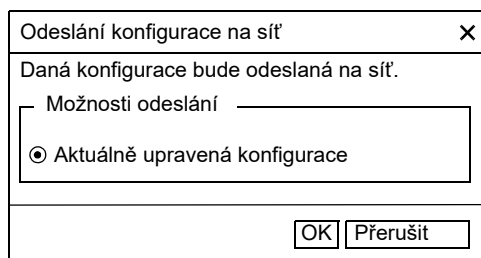 Odeslání konfigurace na síť
Daná konfigurace bude odeslaná na síť.
Možnosti odeslání
Aktuálně upravená konfigurace
OK Přerušit